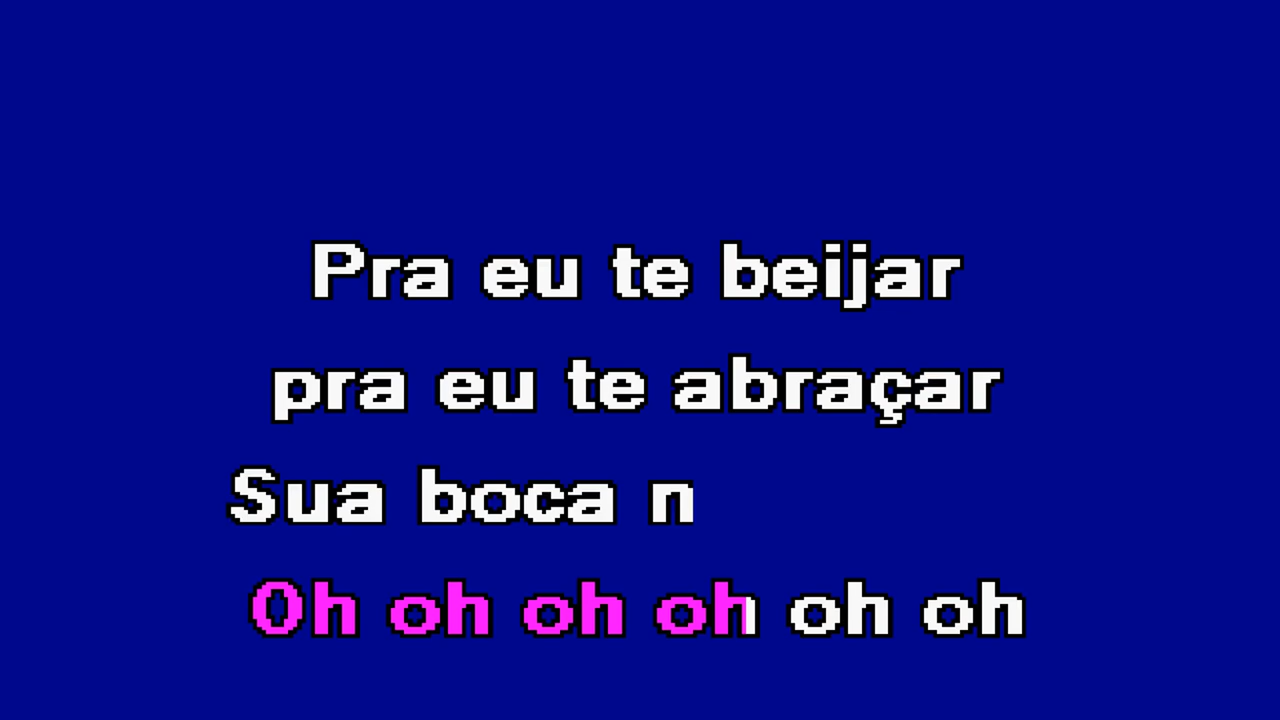 Pra eu te beijar
pra eu te abraçar
Sua boca n
Oh oh oh oh oh oh